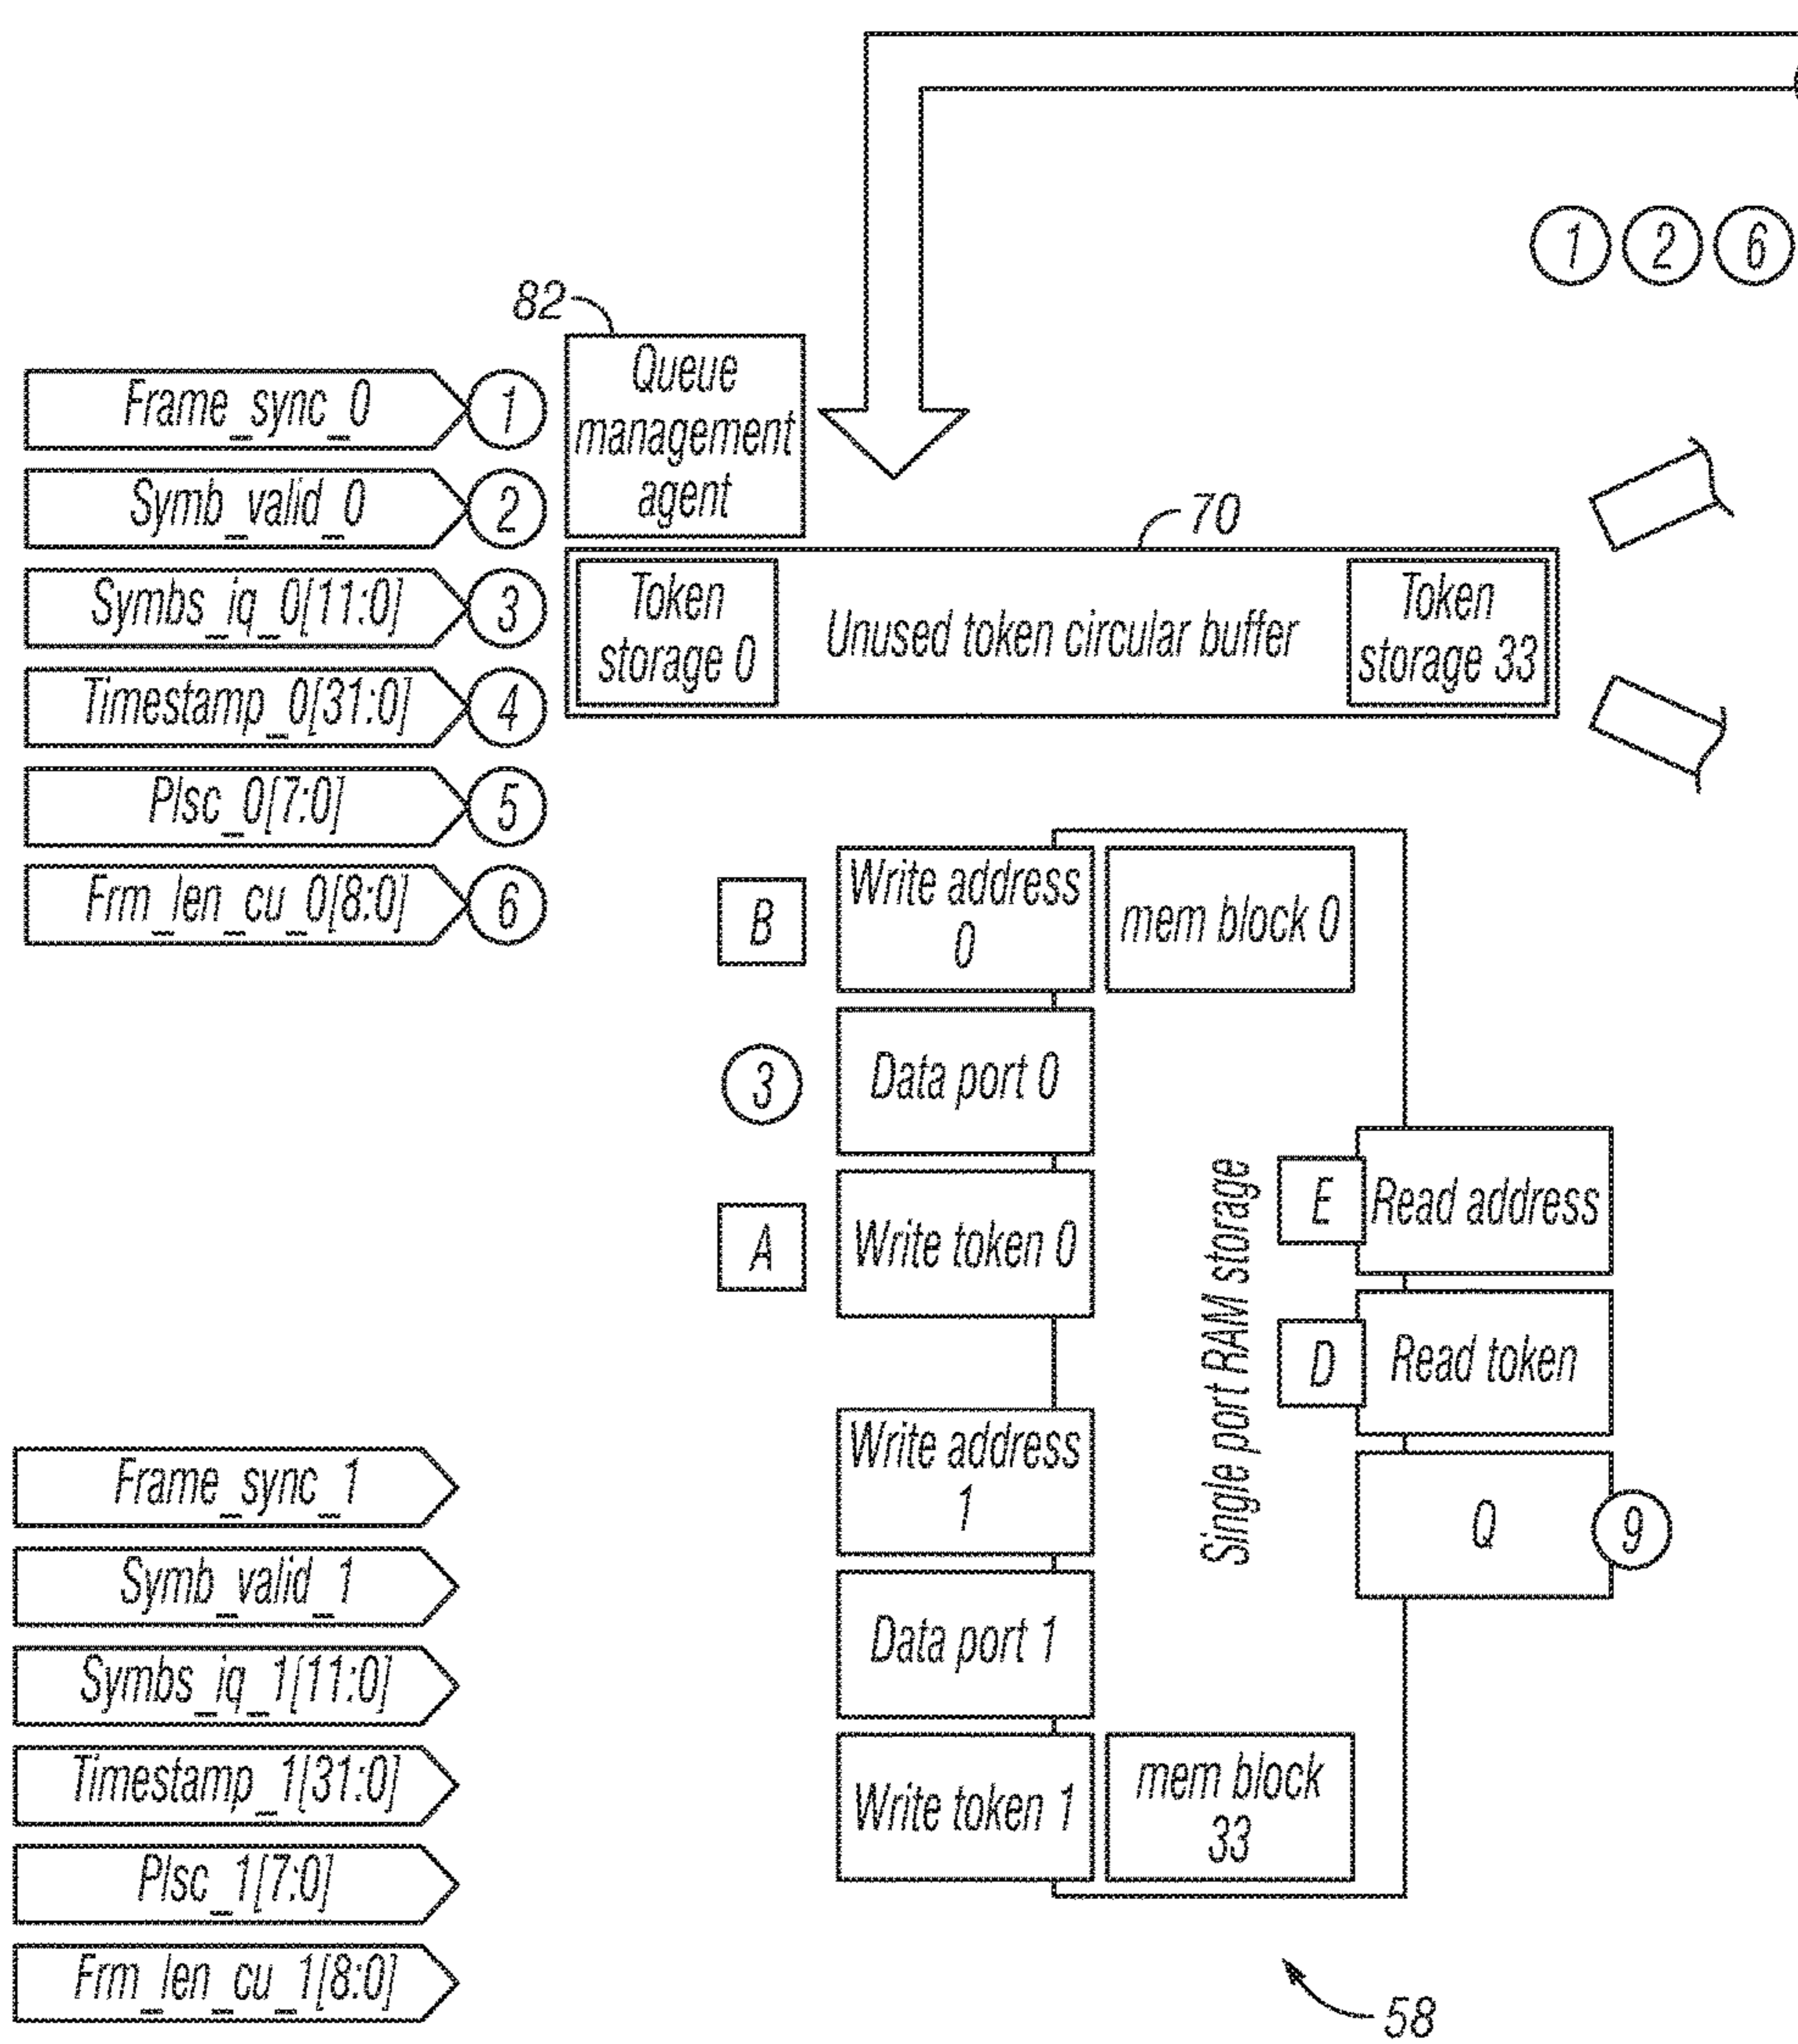 1 2 6
82
Queue
management
agent
Frame_sync_0 1
Symb_valid_0 2
Symbs_iq_0[11:0] 3
Timestamp_0[31:0] 4
Plsc_0[7:0] 5
Frm_len_cu_0[8:0] 6
70
Token
storage 0
Unused token circular buffer
Token
storage 33
B
Write address
0
mem block 0
3
Data port 0
A
Write token 0
Single port RAM storage
E
Read address
D
Read token
Q
9
Write address
1
Data port 1
Write token 1
mem block
33
Frame_sync_1
Symb_valid_1
Symbs_iq_1[11:0]
Timestamp_1[31:0]
Plsc_1[7:0]
Frm_len_cu_1[8:0]
58